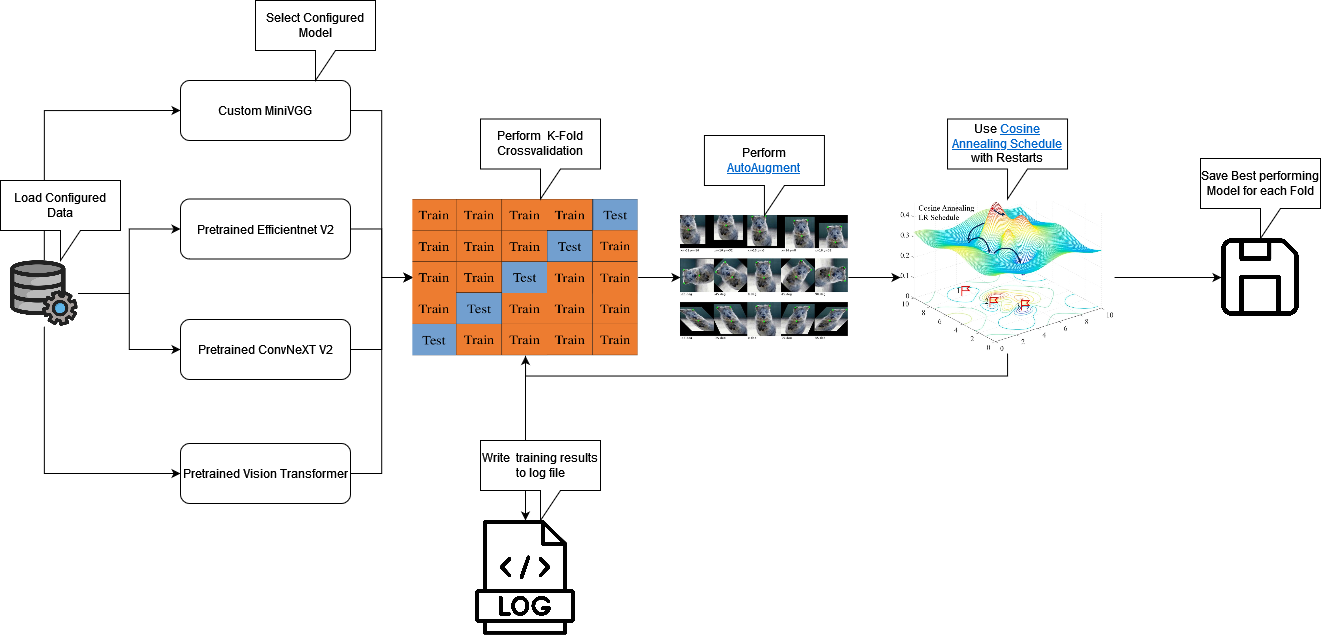 Select Configured
Model
Custom MiniVGG
Load Configured
Data
Pretrained Efficientnet V2
Pretrained ConvNeXT V2
Pretrained Vision Transformer
Perform K-Fold
Crossvalidation
Train Train Train Train Test
Train Train Train Test Train
Train Train Test Train Train
Train Test Train Train Train
Test Train Train Train Train
Write training results
to log file
LOG
Perform
AutoAugment
Use Cosine
Annealing Schedule
with Restarts
Cosine Annealing
LR Schedule
0.4
0.3
0.2
0.1
0
10
8
6
4
2
0
0
2
4
6
8
10
Save Best performing
Model for each Fold